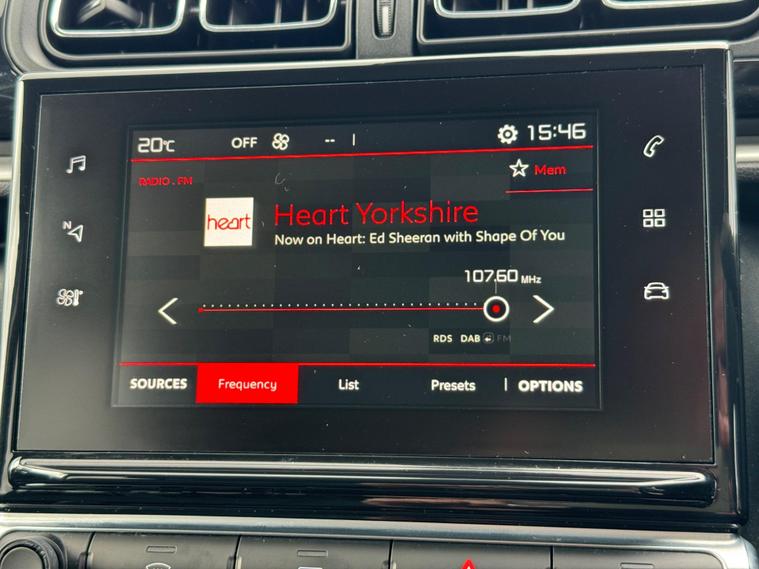 20°C OFF -- 15:46
RADIO . FM
Mem
heart
Heart Yorkshire
Now on Heart: Ed Sheeran with Shape Of You
107.60 MHz
RDS DAB FM
SOURCES Frequency List Presets OPTIONS
N